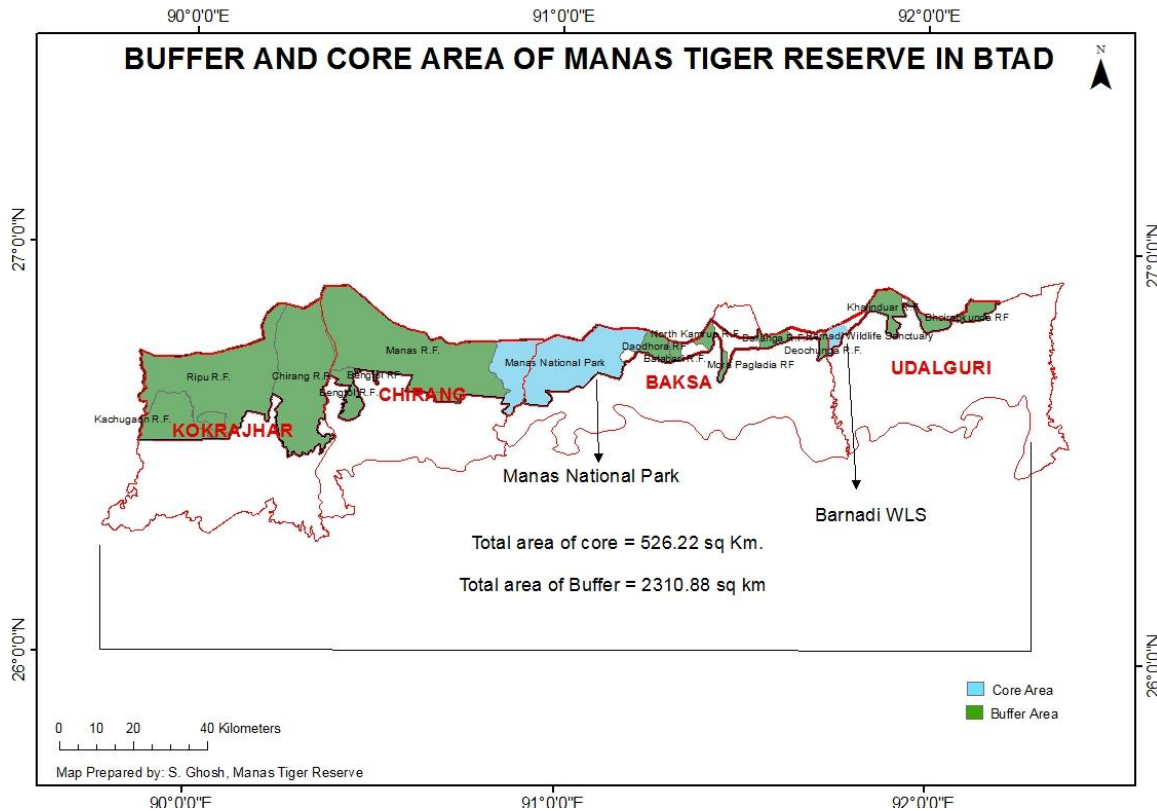 90°0'0"E 91°0'0"E 92°0'0"E
BUFFER AND CORE AREA OF MANAS TIGER RESERVE IN BTAD
N
27°0'0"N 27°0'0"N
Kharinduar R.F.
Bhoirabkunda RF
North Kamrup R.F.
Darranga R.F.
Barnadi Wildlife Sanctuary
Daodhora RF
Manas R.F.
Deochunga R.F.
Manas National Park
Batabari R.F.
Mora Pagladia RF
UDALGURI
Ripu R.F.
Chirang R.F.
Bengtol RF
BAKSA
Bengtol R.F.
CHIRANG
Kachugaon R.F.
KOKRAJHAR
Manas National Park
Barnadi WLS
Total area of core = 526.22 sq Km.
Total area of Buffer = 2310.88 sq km
26°0'0"N 26°0'0"N
Core Area
Buffer Area
0 10 20 40 Kilometers
Map Prepared by: S. Ghosh, Manas Tiger Reserve
90°0'0"E 91°0'0"E 92°0'0"E